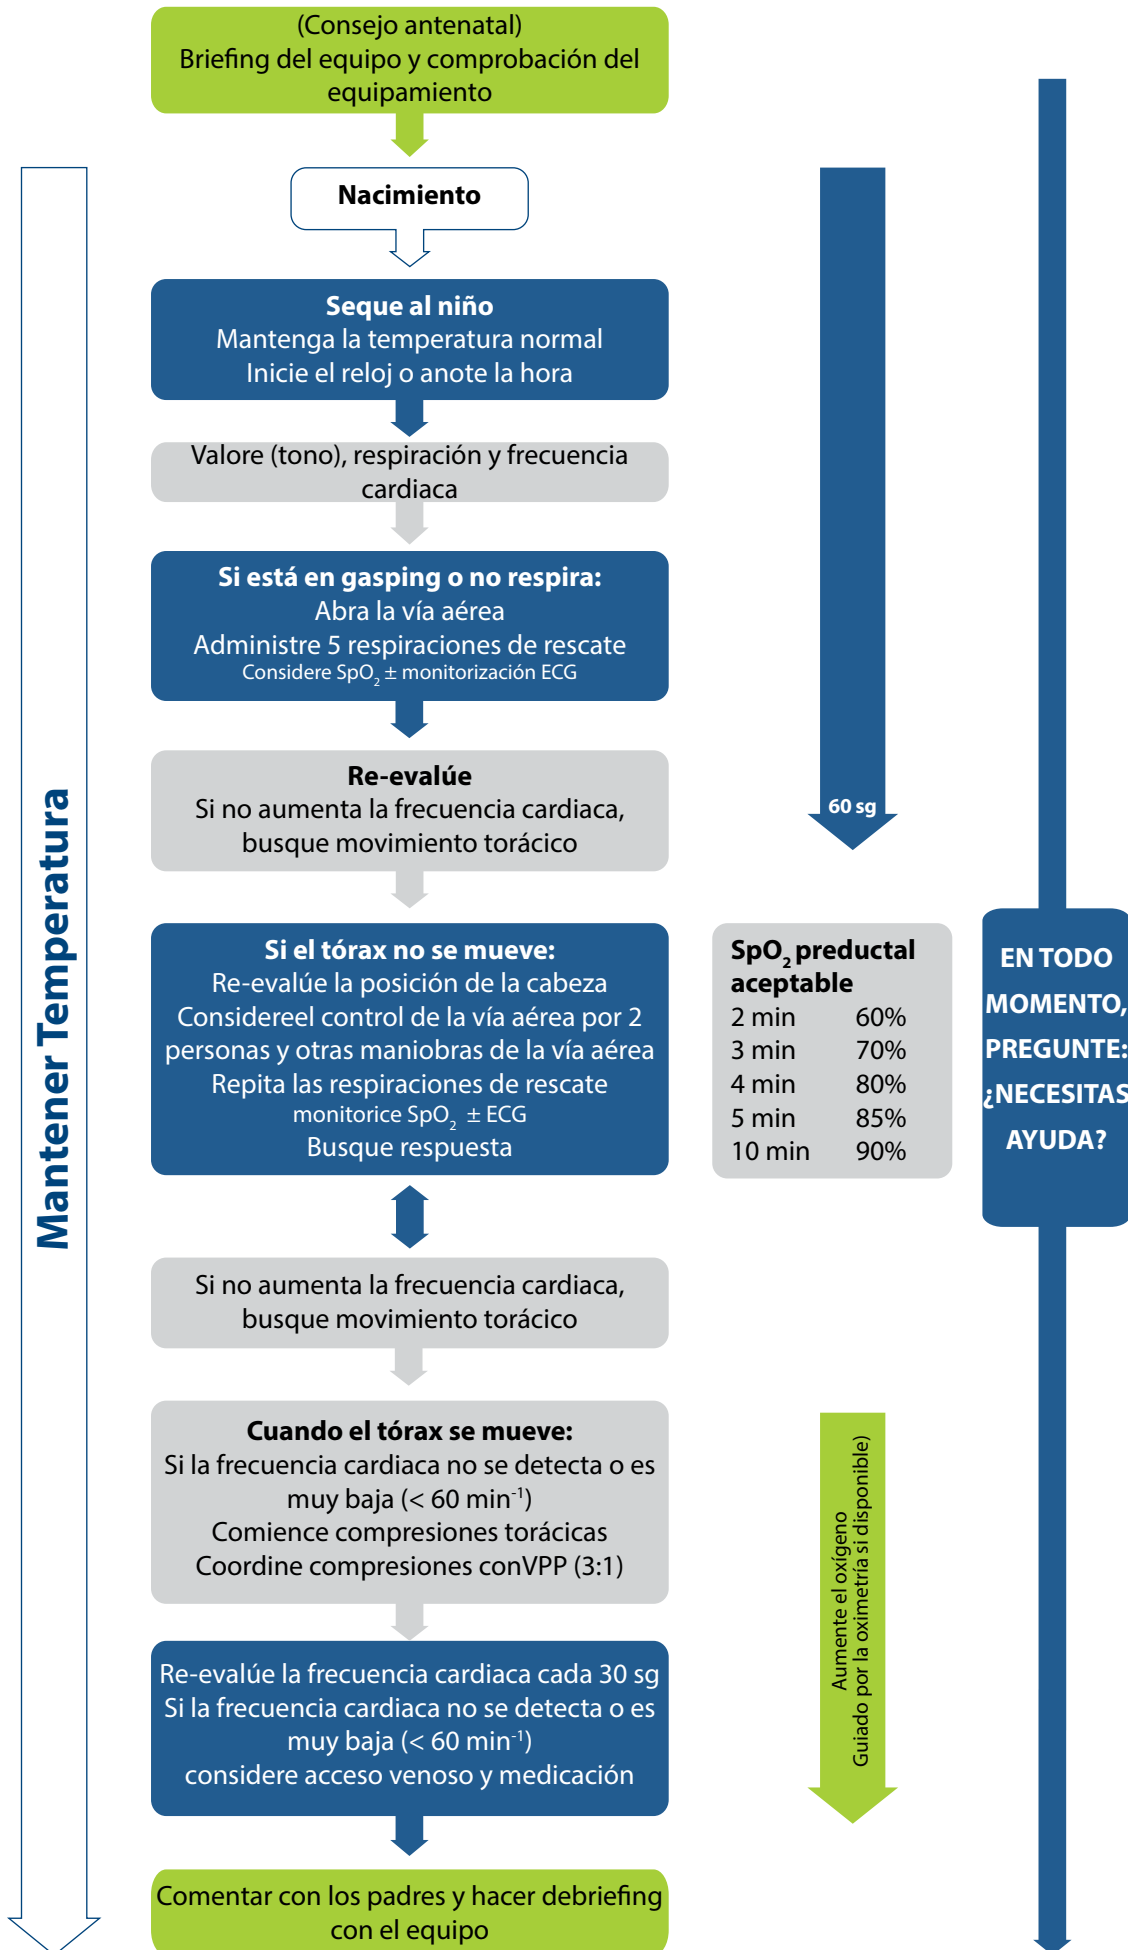 (Consejo antenatal)
Briefing del equipo y comprobación del
equipamiento
Nacimiento
Seque al niño
Mantenga la temperatura normal
Inicie el reloj o anote la hora
Valore (tono), respiración y frecuencia
cardiaca
Si está en gasping o no respira:
Abra la vía aérea
Administre 5 respiraciones de rescate
Considere SpO₂ ± monitorización ECG
Re-evalúe
Si no aumenta la frecuencia cardiaca,
busque movimiento torácico
Si el tórax no se mueve:
Re-evalúe la posición de la cabeza
Considereel control de la vía aérea por 2
personas y otras maniobras de la vía aérea
Repita las respiraciones de rescate
monitorice SpO₂ ± ECG
Busque respuesta
Si no aumenta la frecuencia cardiaca,
busque movimiento torácico
Cuando el tórax se mueve:
Si la frecuencia cardiaca no se detecta o es
muy baja (< 60 min⁻¹)
Comience compresiones torácicas
Coordine compresiones conVPP (3:1)
Re-evalúe la frecuencia cardiaca cada 30 sg
Si la frecuencia cardiaca no se detecta o es
muy baja (< 60 min⁻¹)
considere acceso venoso y medicación
Comentar con los padres y hacer debriefing
con el equipo
Mantener Temperatura
60 sg
SpO₂ preductal
aceptable
2 min 60%
3 min 70%
4 min 80%
5 min 85%
10 min 90%
Aumente el oxígeno
Guiado por la oximetría si disponible)
EN TODO
MOMENTO,
PREGUNTE:
¿NECESITAS
AYUDA?